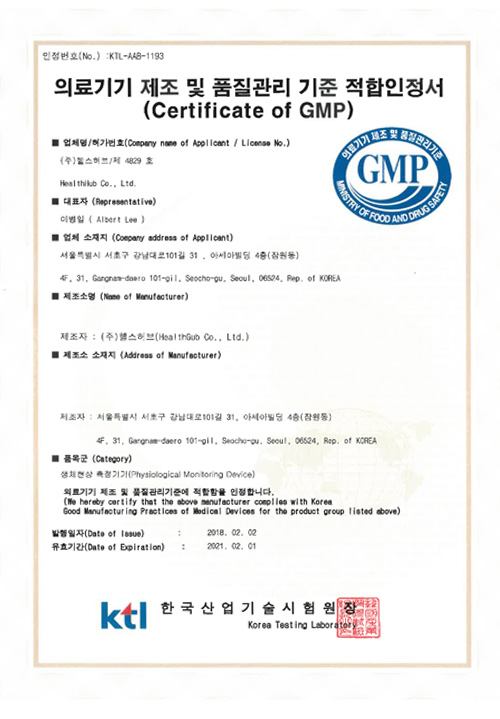 인정번호(No.) :KTL-AAB-1193
의료기기 제조 및 품질관리 기준 적합인정서
(Certificate of GMP)
■ 업체명/허가번호(Company name of Applicant / License No.)
(주)헬스허브/제 4829 호
HealthHub Co., Ltd.
의료기기 제조 및 품질관리기준
GMP
MINISTRY OF FOOD AND DRUG SAFETY
■ 대표자 (Representative)
이병일 ( Albert Lee )
■ 업체 소재지 (Company address of Applicant)
서울특별시 서초구 강남대로101길 31 , 아세아빌딩 4층(잠원동)
4F, 31, Gangnam-daero 101-gil, Seocho-gu, Seoul, 06524, Rep. of KOREA
■ 제조소명 (Name of Manufacturer)
제조자 : (주)헬스허브(HealthGub Co., Ltd.)
■ 제조소 소재지 (Address of Manufacturer)
제조자 : 서울특별시 서초구 강남대로101길 31, 아세아빌딩 4층(잠원동)
4F, 31, Gangnam-daero 101-gil, Seocho-gu, Seoul, 06524, Rep. of KOREA
■ 품목군 (Category)
생체현상 측정기기(Physiological Monitoring Device)
의료기기 제조 및 품질관리기준에 적합함을 인정합니다.
(We hereby certify that the above manufacturer complies with Korea
Good Manufacturing Practices of Medical Devices for the product group listed above)
발행일자(Date of Issue) : 2018. 02. 02
유효기간(Date of Expiration) : 2021. 02. 01
ktl 한국산업기술시험원장
Korea Testing Laboratory